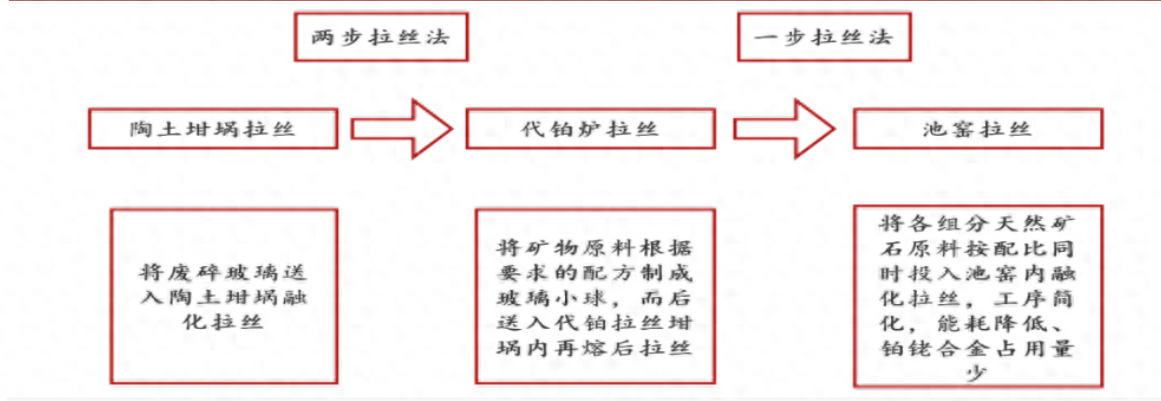 两步拉丝法
一步拉丝法
陶土坩埚拉丝
代铂炉拉丝
池窑拉丝
将废碎玻璃送
入陶土坩埚融
化拉丝
将矿物原料根据
要求的配方制成
玻璃小球，而后
送入代铂拉丝坩
埚内再熔后拉丝
将各组分天然矿
石原料按配比同
时投入池窑内融
化拉丝，工序简
化，能耗降低、
铂铑合金占用量
少